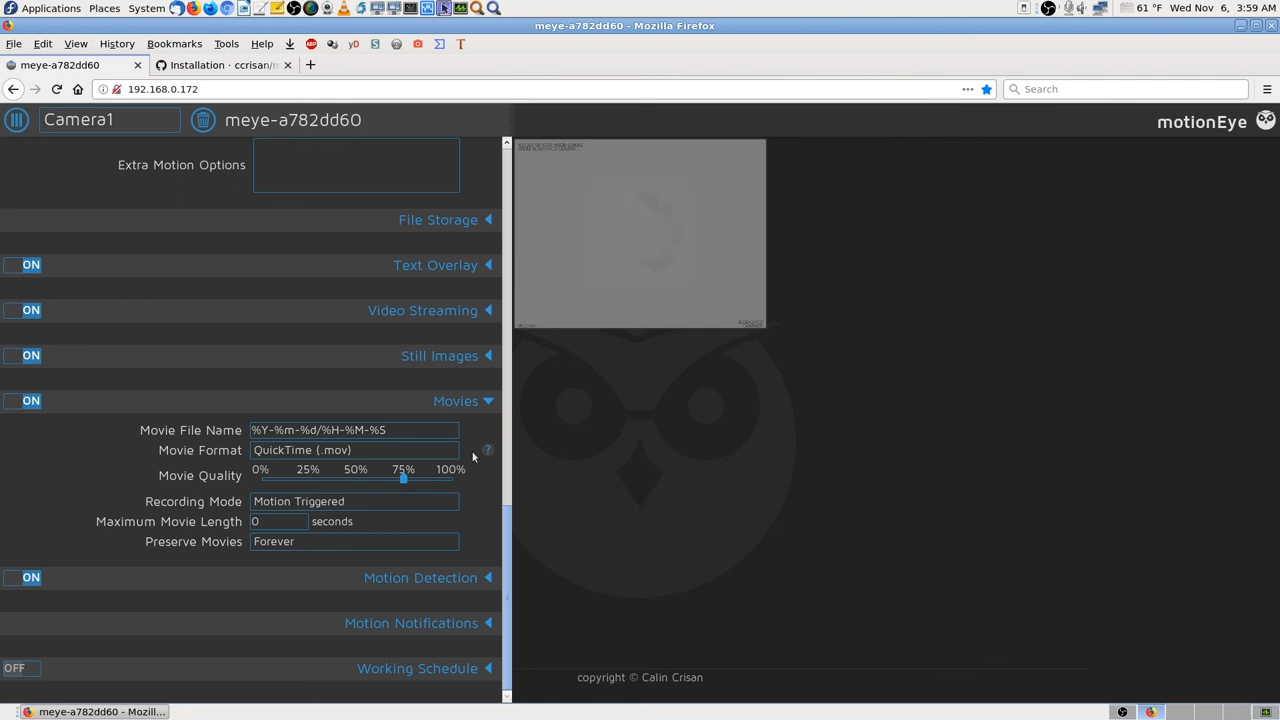 Applications Places System 61 °F Wed Nov 6, 3:59 AM
meye-a782dd60 - Mozilla Firefox
File Edit View History Bookmarks Tools Help
meye-a782dd60 Installation · ccrisan/m
192.168.0.172 Search
Camera1 meye-a782dd60 motionEye
Extra Motion Options
File Storage
ON Text Overlay
ON Video Streaming
ON Still Images
ON Movies
Movie File Name %Y-%m-%d/%H-%M-%S
Movie Format QuickTime (.mov) ?
0% 25% 50% 75% 100%
Movie Quality
Recording Mode Motion Triggered
Maximum Movie Length 0 seconds
Preserve Movies Forever
ON Motion Detection
Motion Notifications
OFF Working Schedule
copyright © Calin Crisan
meye-a782dd60 - Mozill...